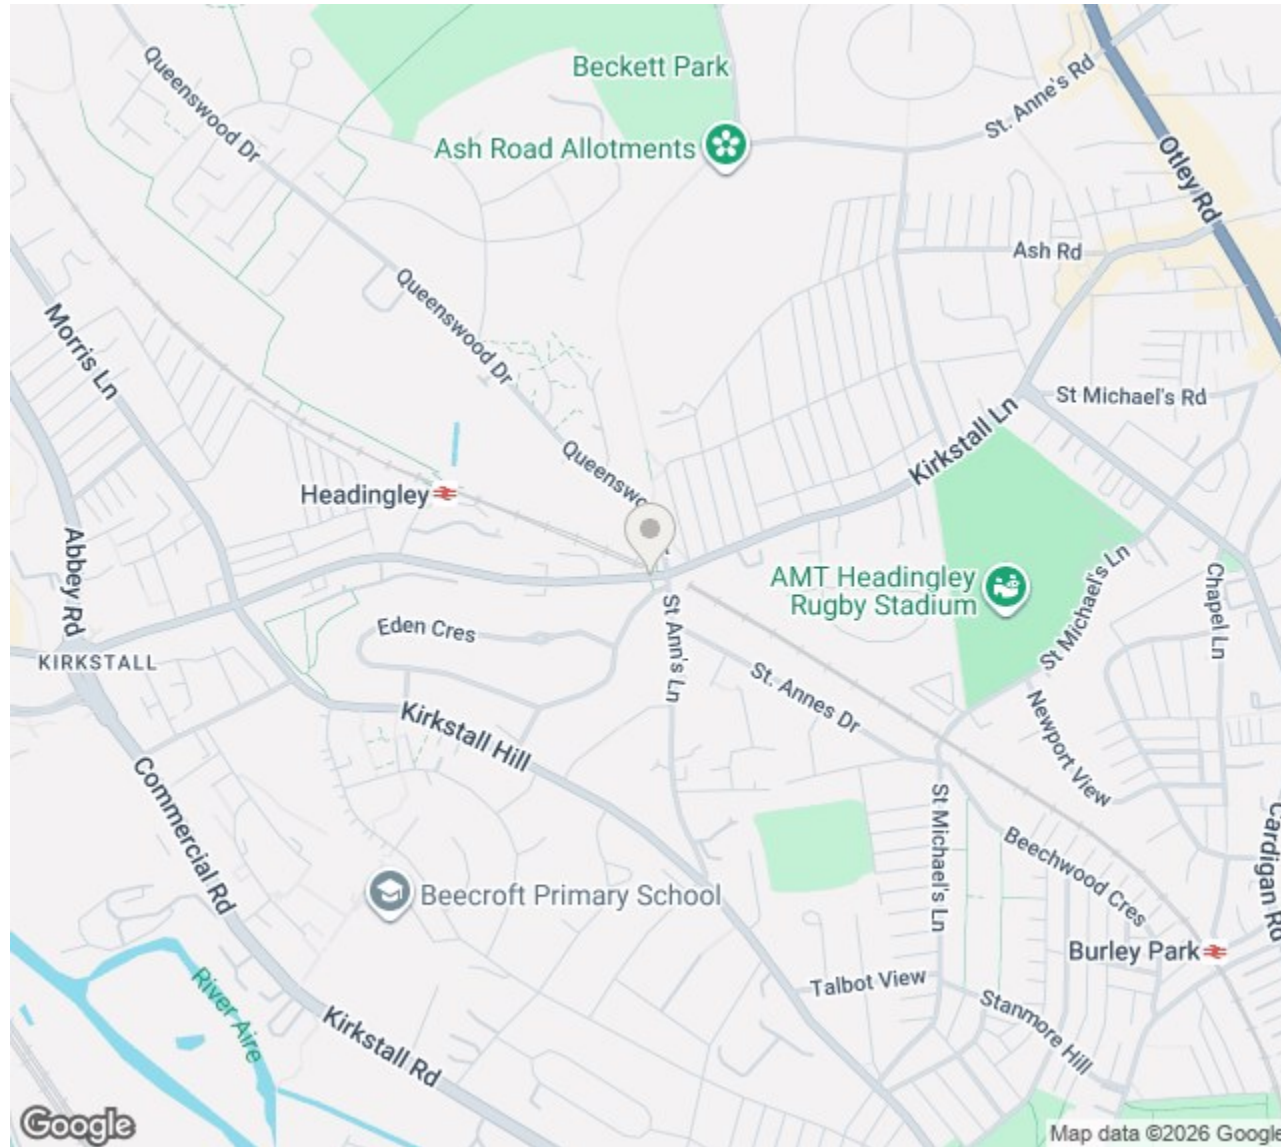 Beckett Park
Queenswood Dr
St. Anne's Rd
Ash Road Allotments
Otley Rd
Ash Rd
Queenswood Dr
Morris Ln
St Michael's Rd
Kirkstall Ln
Queenswo
Headingley
Abbey Rd
AMT Headingley
Rugby Stadium
St Michael's Ln
Chapel Ln
Eden Cres
St Ann's Ln
KIRKSTALL
St. Annes Dr
Newport View
Kirkstall Hill
Commercial Rd
St Michael's Ln
Beechwood Cres
Cardigan Rd
Beecroft Primary School
Burley Park
River Aire
Talbot View
Stanmore Hill
Kirkstall Rd
Google
Map data ©2026 Google